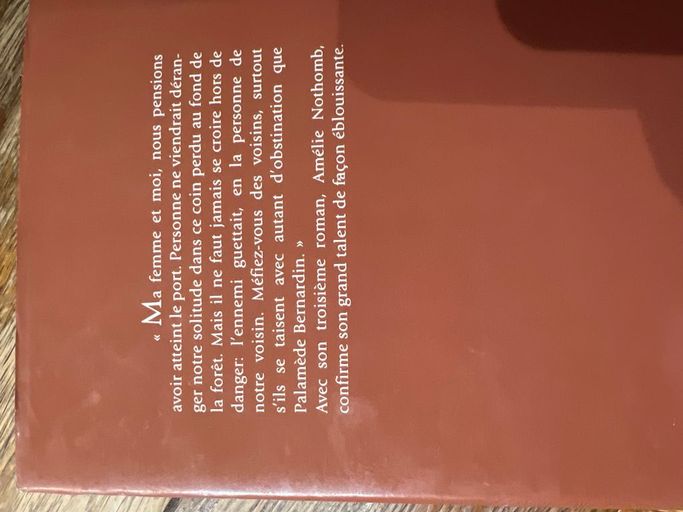 « Ma femme et moi, nous pensions
avoir atteint le port. Personne ne viendrait déran-
ger notre solitude dans ce coin perdu au fond de
la forêt. Mais il ne faut jamais se croire hors de
danger: l'ennemi guettait, en la personne de
notre voisin. Méfiez-vous des voisins, surtout
s'ils se taisent avec autant d'obstination que
Palamède Bernardin. »
Avec son troisième roman, Amélie Nothomb,
confirme son grand talent de façon éblouissante.